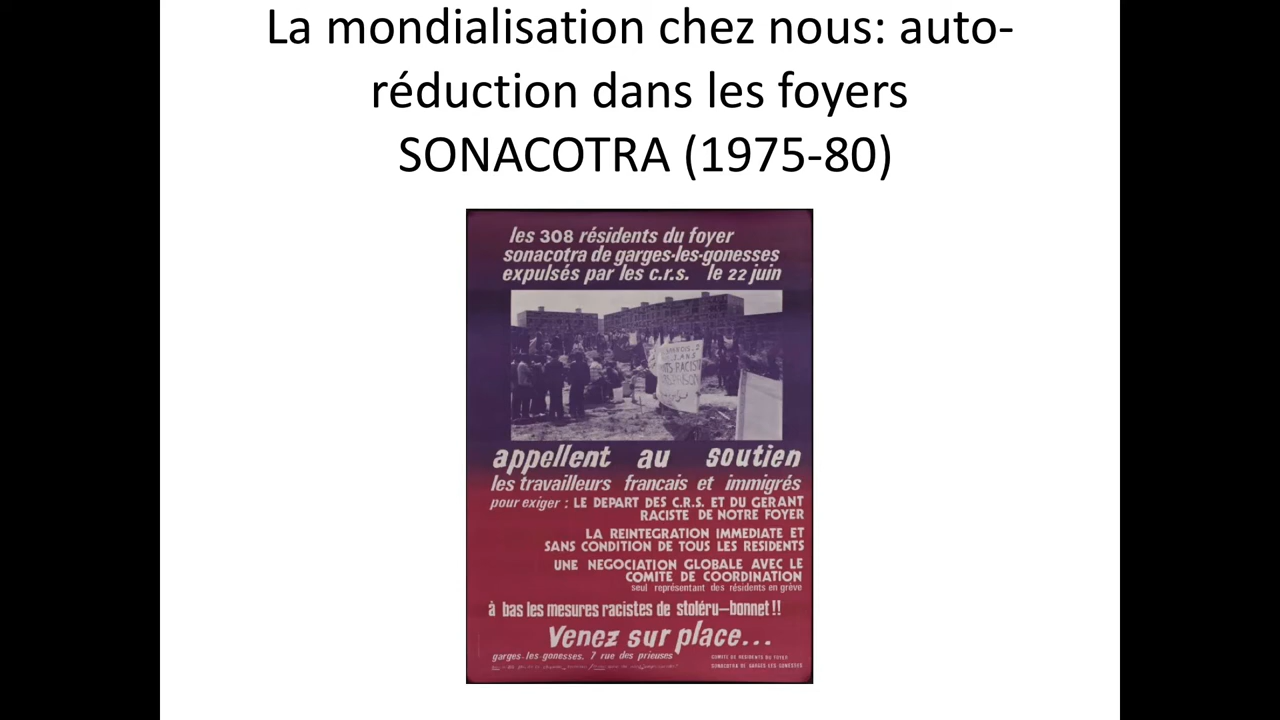 La mondialisation chez nous: auto-
réduction dans les foyers
SONACOTRA (1975-80)
les 308 résidents du foyer
sonacotra de garges-les-gonesses
expulsés par les c.r.s. le 22 juin
appellent au soutien
les travailleurs francais et immigrés
pour exiger : LE DEPART DES C.R.S. ET DU GERANT
RACISTE DE NOTRE FOYER
LA REINTEGRATION IMMEDIATE ET
SANS CONDITION DE TOUS LES RESIDENTS
UNE NEGOCIATION GLOBALE AVEC LE
COMITE DE COORDINATION
seul représentant des résidents en grève
à bas les mesures racistes de stoléru-bonnet !!
Venez sur place...
garges-les-gonesses, 7 rue des prieuses
COMITE DE RESIDENTS DU FOYER
SONACOTRA DE GARGES LES GONESSES